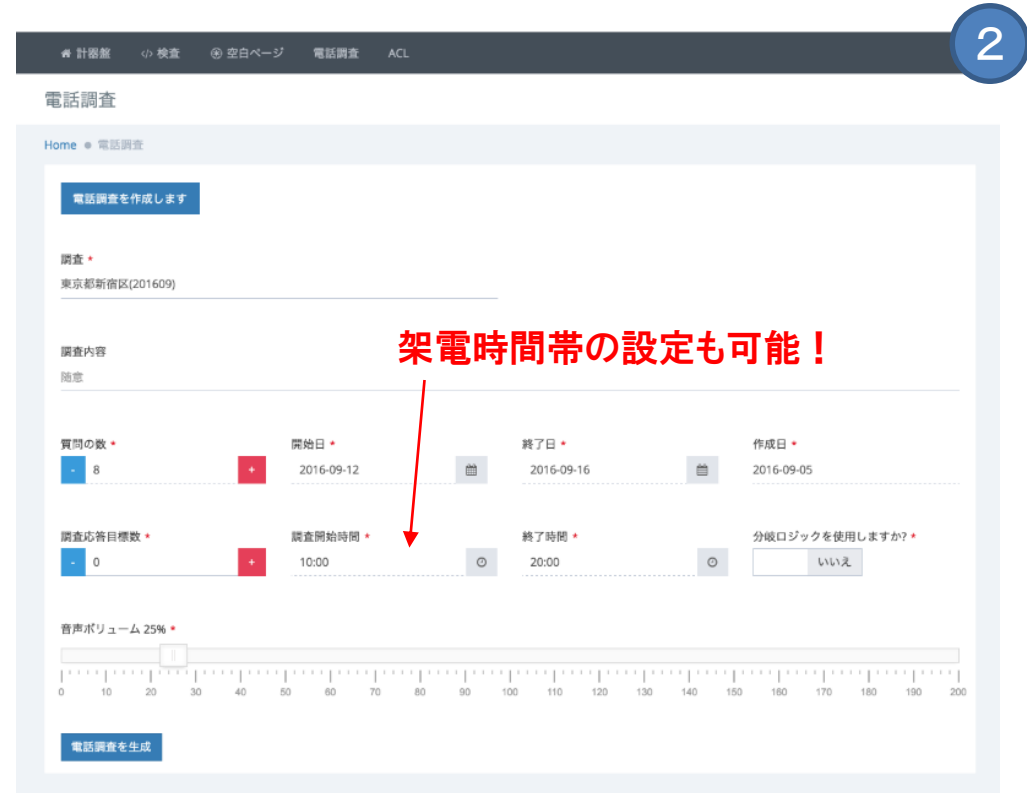 2
計器盤 </> 検査 空白ページ 電話調査 ACL
電話調査
Home 電話調査
電話調査を作成します
調査 *
東京都新宿区(201609)
架電時間帯の設定も可能！
調査内容
随意
質問の数 * 開始日 * 終了日 * 作成日 *
- 8 + 2016-09-12 2016-09-16 2016-09-05
調査応答目標数 * 調査開始時間 * 終了時間 * 分岐ロジックを使用しますか? *
- 0 + 10:00 20:00 いいえ
音声ボリューム 25% *
0 10 20 30 40 50 60 70 80 90 100 110 120 130 140 150 160 170 180 190 200
電話調査を生成